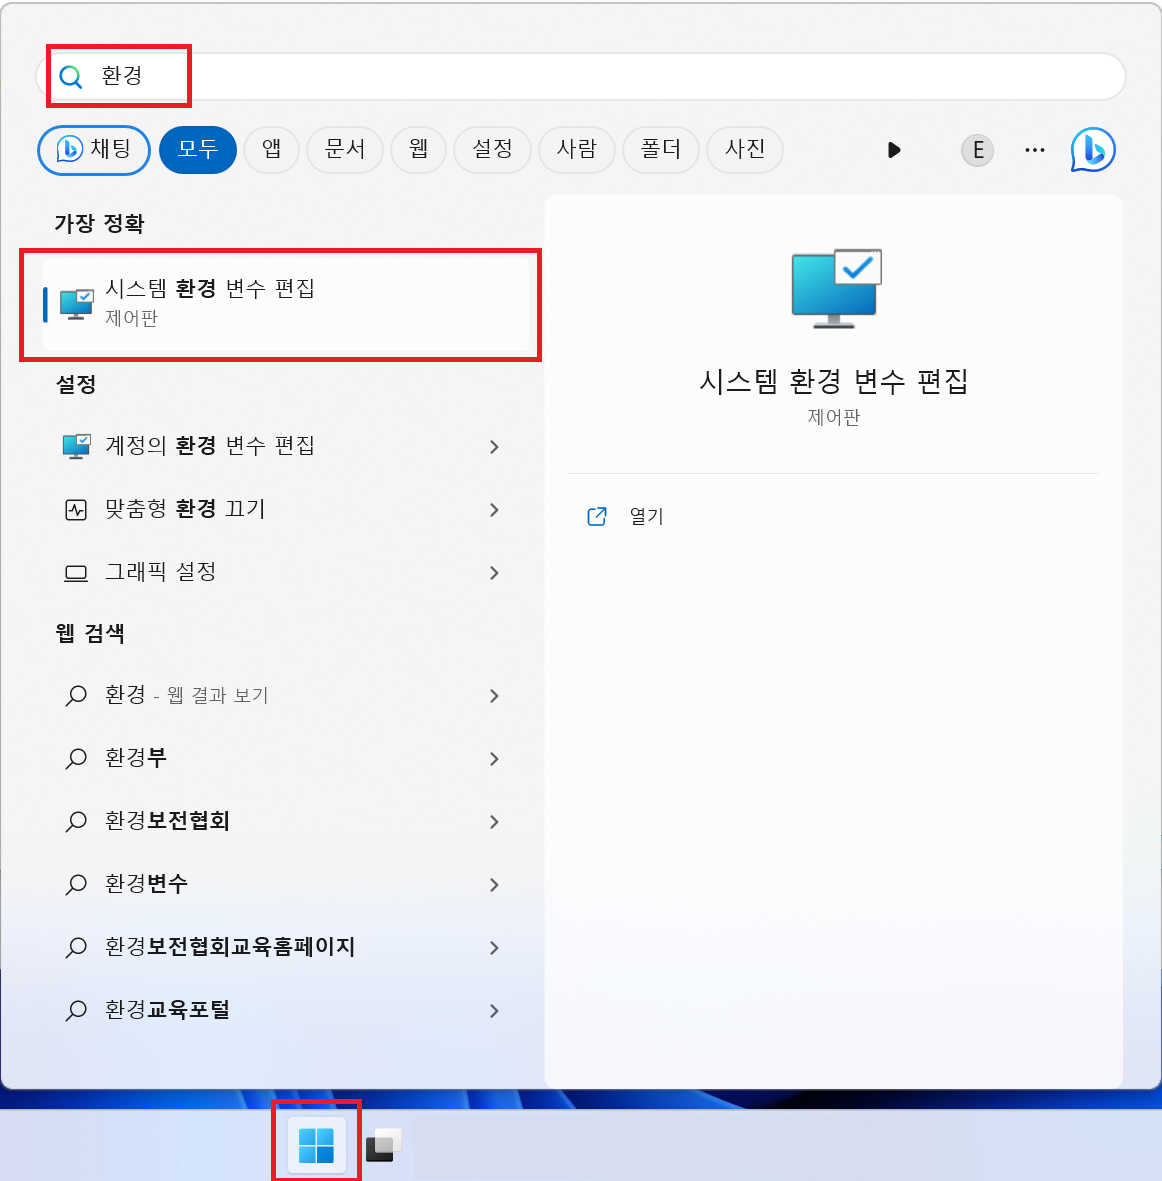 환경
채팅 모두 앱 문서 웹 설정 사람 폴더 사진 E ...
가장 정확
시스템 환경 변수 편집
제어판
설정
계정의 환경 변수 편집
맞춤형 환경 끄기
그래픽 설정
웹 검색
환경 - 웹 결과 보기
환경부
환경보전협회
환경변수
환경보전협회교육홈페이지
환경교육포털
시스템 환경 변수 편집
제어판
열기